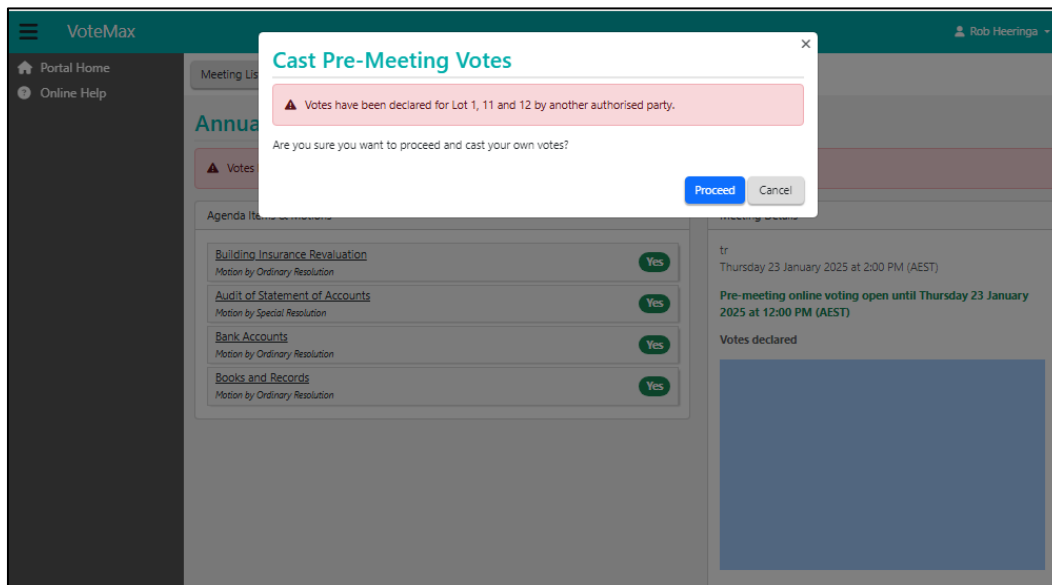 VoteMax
Rob Heeringa
Portal Home
Online Help
Meeting Lis
Cast Pre-Meeting Votes
×
Votes have been declared for Lot 1, 11 and 12 by another authorised party.
Are you sure you want to proceed and cast your own votes?
Proceed
Cancel
Annua
Votes
Agenda Items & Motions
Building Insurance Revaluation
Yes
Motion by Ordinary Resolution
Audit of Statement of Accounts
Yes
Motion by Special Resolution
Bank Accounts
Yes
Motion by Ordinary Resolution
Books and Records
Yes
Motion by Ordinary Resolution
Meeting Details
tr
Thursday 23 January 2025 at 2:00 PM (AEST)
Pre-meeting online voting open until Thursday 23 January
2025 at 12:00 PM (AEST)
Votes declared